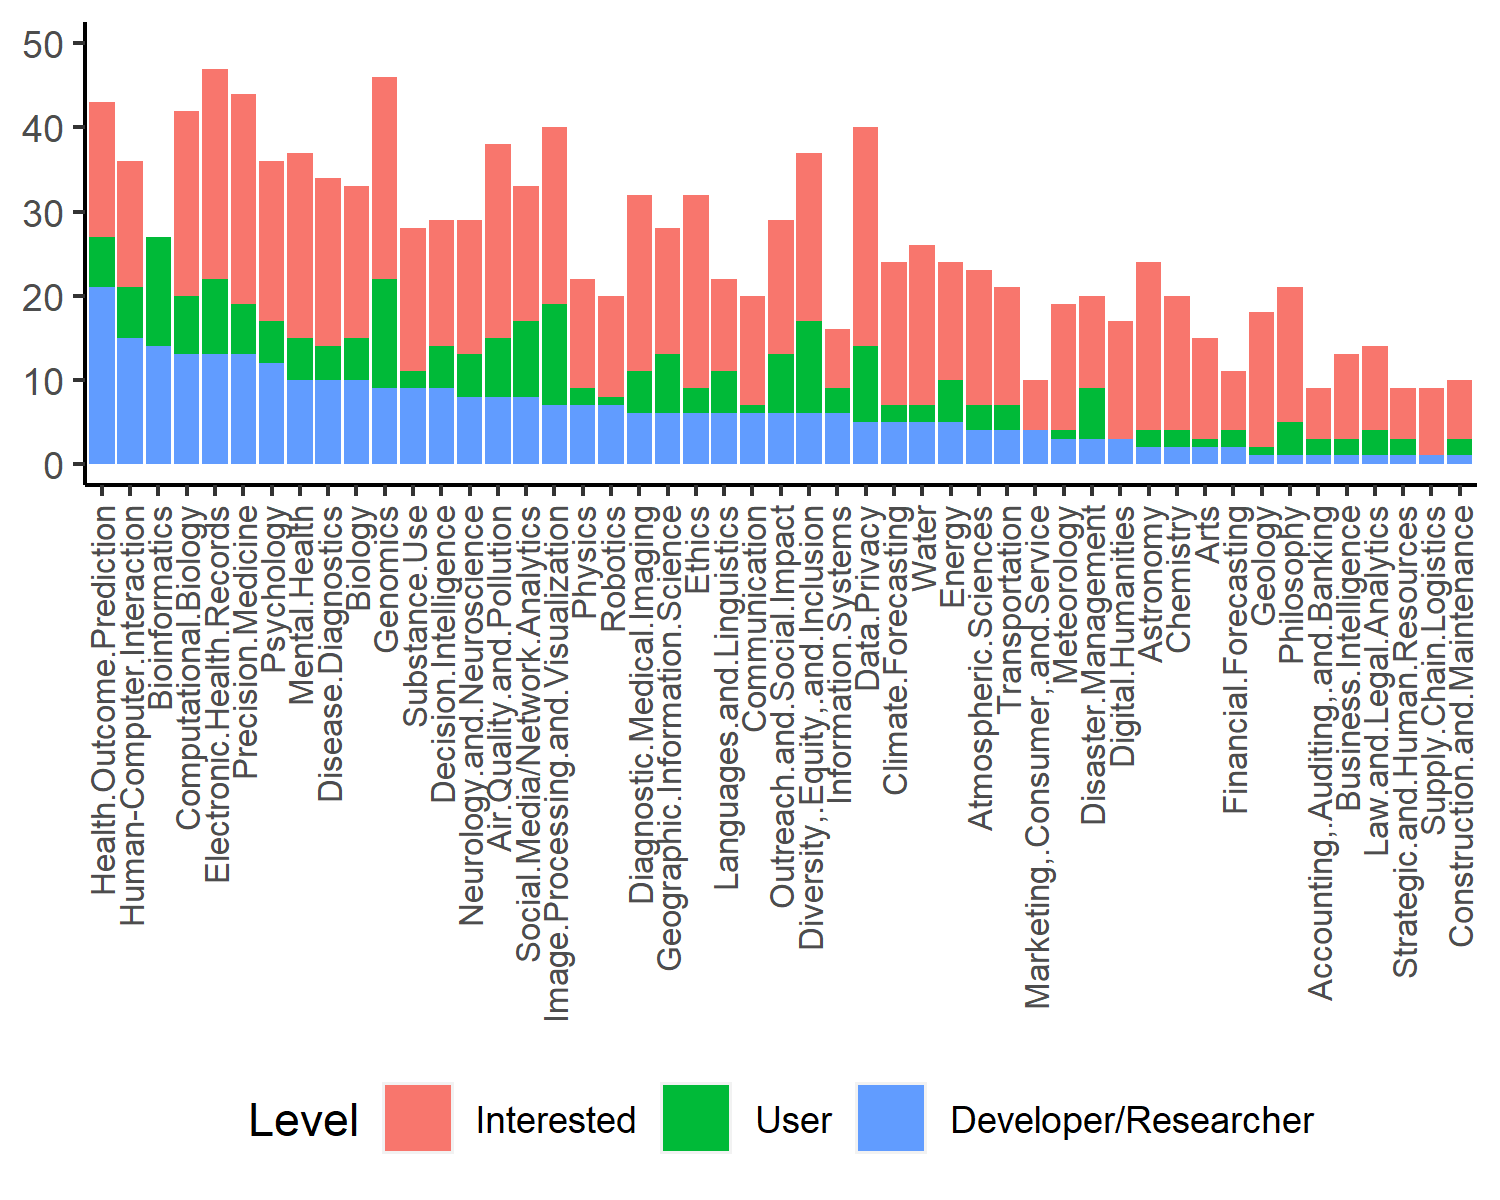 50
40
30
20
10
0
Health.Outcome.Prediction
Human-Computer.Interaction
Bioinformatics
Computational.Biology
Electronic.Health.Records
Precision.Medicine
Psychology
Mental.Health
Disease.Diagnostics
Biology
Genomics
Substance.Use
Decision.Intelligence
Neurology.and.Neuroscience
Air.Quality.and.Pollution
Social.Media/Network.Analytics
Image.Processing.and.Visualization
Physics
Robotics
Diagnostic.Medical.Imaging
Geographic.Information.Science
Ethics
Languages.and.Linguistics
Communication
Outreach.and.Social.Impact
Diversity,.Equity,.and.Inclusion
Information.Systems
Data.Privacy
Climate.Forecasting
Water
Energy
Atmospheric.Sciences
Transportation
Marketing,.Consumer,.and.Service
Meteorology
Disaster.Management
Digital.Humanities
Astronomy
Chemistry
Arts
Financial.Forecasting
Geology
Philosophy
Accounting,.Auditing,.and.Banking
Business.Intelligence
Law.and.Legal.Analytics
Strategic.and.Human.Resources
Supply.Chain.Logistics
Construction.and.Maintenance
Level Interested User Developer/Researcher